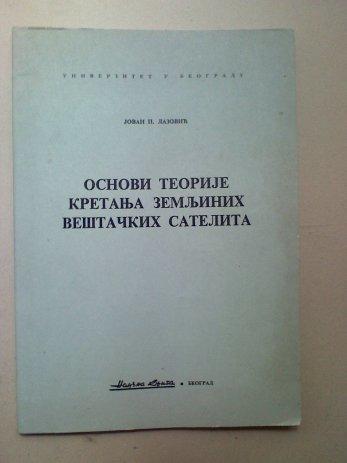 УНИВЕРЗИТЕТ У БЕОГРАДУ
ЈОВАН П. ЛАЗОВИЋ
ОСНОВИ ТЕОРИЈЕ
КРЕТАЊА ЗЕМЉИНИХ
ВЕШТАЧКИХ САТЕЛИТА
Научна књига • БЕОГРАД